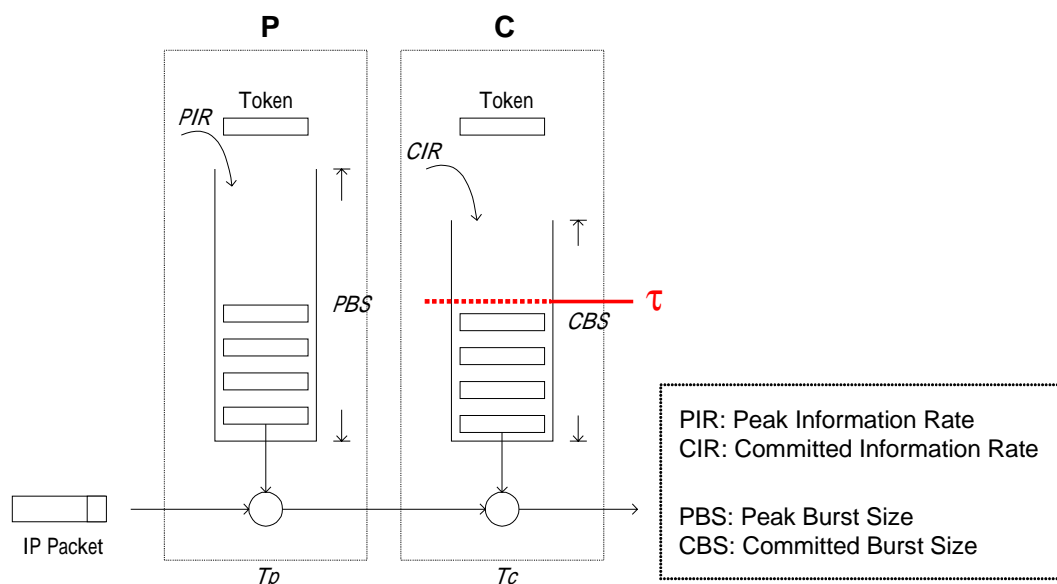 P
C
Token
Token
PIR
CIR
PBS
τ
CBS
PIR: Peak Information Rate
CIR: Committed Information Rate
PBS: Peak Burst Size
CBS: Committed Burst Size
IP Packet
Tp
Tc